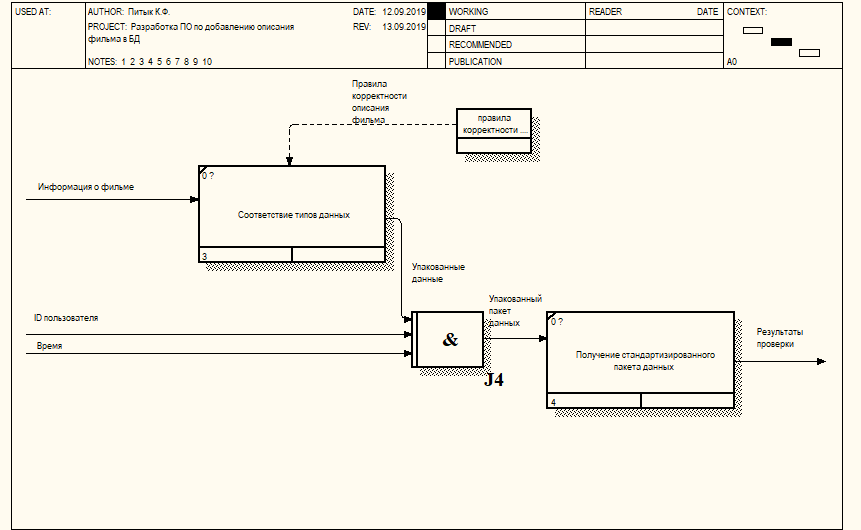 USED AT:
AUTHOR: Питык К.Ф.
DATE: 12.09.2019
WORKING
READER
DATE
CONTEXT:
PROJECT: Разработка ПО по добавлению описания
фильма в БД
REV: 13.09.2019
DRAFT
RECOMMENDED
NOTES: 1 2 3 4 5 6 7 8 9 10
PUBLICATION
A0
Правила
корректности
описания
фильма
правила
корректности ...
0 ?
Информация о фильме
Соответствие типов данных
3
Упакованные
данные
Упакованный
пакет
данных
ID пользователя
Время
&
J4
0 ?
Получение стандартизированного
пакета данных
4
Результаты
проверки